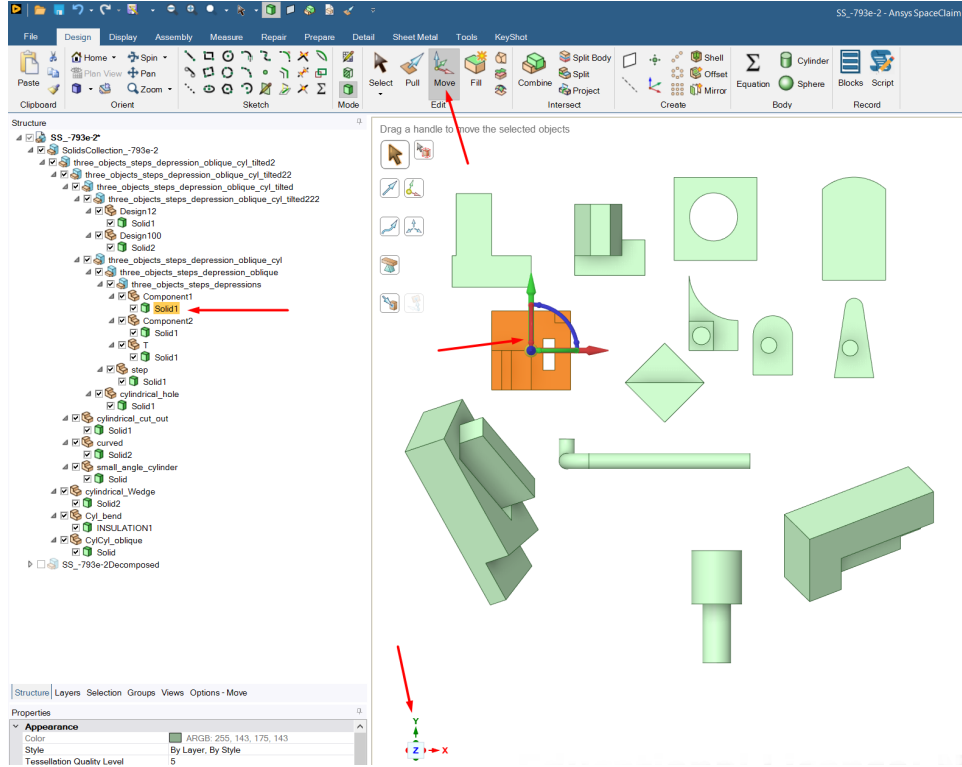 SS_-793e-2 - Ansys SpaceClaim
File Design Display Assembly Measure Repair Prepare Detail Sheet Metal Tools KeyShot
Home Spin
Plan View Pan
Zoom
Paste
Select Pull Move Fill
Combine
Split Body
Split
Project
Shell
Offset
Mirror
Equation
Cylinder
Sphere
Blocks Script
Clipboard Orient Sketch Mode Edit Intersect Create Body Record
Structure
SS_-793e-2*
SolidsCollection_-793e-2
three_objects_steps_depression_oblique_cyl_tilted2
three_objects_steps_depression_oblique_cyl_tilted22
three_objects_steps_depression_oblique_cyl_tilted
three_objects_steps_depression_oblique_cyl_tilted222
Design12
Solid1
Design100
Solid2
three_objects_steps_depression_oblique_cyl
three_objects_steps_depression_oblique
three_objects_steps_depressions
Component1
Solid1
Component2
Solid1
T
Solid1
step
Solid1
cylindrical_hole
Solid1
cylindrical_cut_out
Solid1
curved
Solid2
small_angle_cylinder
Solid
cylindrical_Wedge
Solid2
Cyl_bend
INSULATION1
CylCyl_oblique
Solid
SS_-793e-2Decomposed
Structure Layers Selection Groups Views Options - Move
Properties
Appearance
Color ARGB: 255, 143, 175, 143
Style By Layer, By Style
Tessellation Quality Level 5
Drag a handle to move the selected objects
Y
Z X